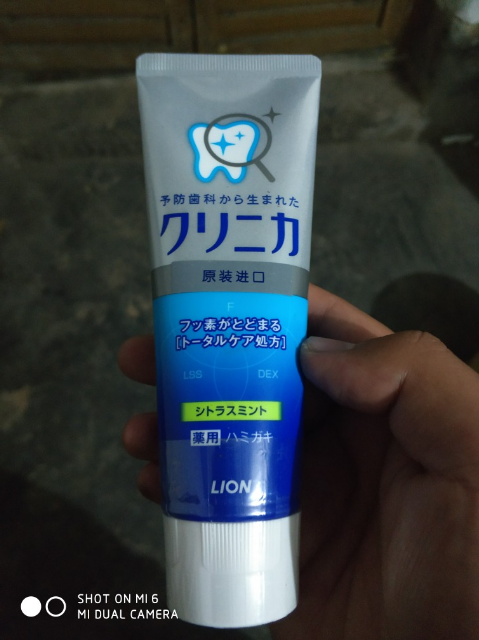 予防歯科から生まれた
クリニカ
原装进口
F
フッ素がとどまる
[トータルケア処方]
LSS DEX
シトラスミント
薬用 ハミガキ
LION
SHOT ON MI 6
MI DUAL CAMERA